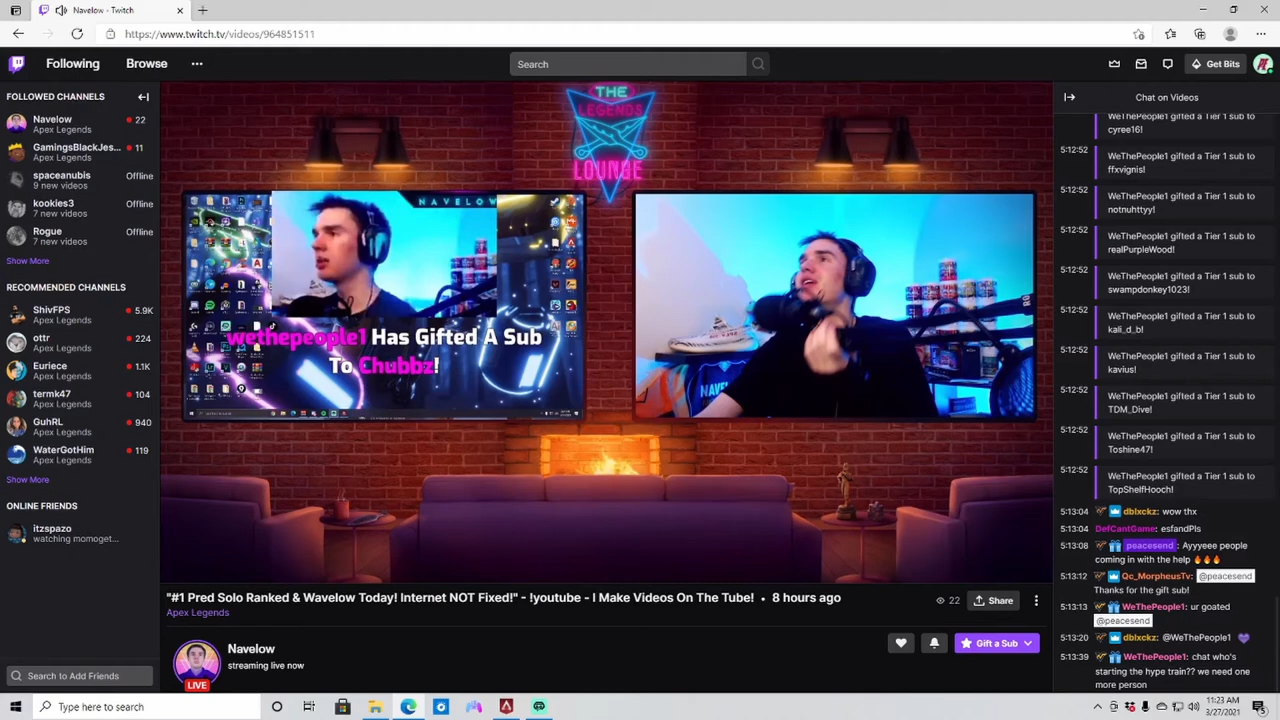 Navelow - Twitch
https://www.twitch.tv/videos/964851511
Following
Browse
Search
Get Bits
FOLLOWED CHANNELS
Navelow
22
Apex Legends
GamingsBlackJes...
11
Apex Legends
spaceanubis
Offline
9 new videos
kookies3
Offline
7 new videos
Rogue
Offline
7 new videos
Show More
RECOMMENDED CHANNELS
ShivFPS
5.9K
Apex Legends
ottr
224
Apex Legends
Euriece
1.1K
Apex Legends
termk47
104
Apex Legends
GuhRL
940
Apex Legends
WaterGotHim
119
Apex Legends
Show More
ONLINE FRIENDS
itzspazo
watching momoget...
Search to Add Friends
THE
LEGENDS
LOUNGE
NAVELOW
wethepeople1 Has Gifted A Sub
To Chubbz!
"#1 Pred Solo Ranked & Wavelow Today! Internet NOT Fixed!" - !youtube - I Make Videos On The Tube! • 8 hours ago
Apex Legends
22
Share
Navelow
streaming live now
LIVE
Gift a Sub
Chat on Videos
WeThePeople1 gifted a Tier 1 sub to
cyree16!
5:12:52 WeThePeople1 gifted a Tier 1 sub to
ffxvignis!
5:12:52 WeThePeople1 gifted a Tier 1 sub to
notnuhttyy!
5:12:52 WeThePeople1 gifted a Tier 1 sub to
realPurpleWood!
5:12:52 WeThePeople1 gifted a Tier 1 sub to
swampdonkey1023!
5:12:52 WeThePeople1 gifted a Tier 1 sub to
kali_d_b!
5:12:52 WeThePeople1 gifted a Tier 1 sub to
kavius!
5:12:52 WeThePeople1 gifted a Tier 1 sub to
TDM_Dive!
5:12:52 WeThePeople1 gifted a Tier 1 sub to
Toshine47!
5:12:52 WeThePeople1 gifted a Tier 1 sub to
TopShelfHooch!
5:13:04 dblxckz: wow thx
5:13:04 DefCantGame: esfandPls
5:13:08 peacesend: Ayyyeee people
coming in with the help 🔥🔥🔥
5:13:12 Qc_MorpheusTv: @peacesend
Thanks for the gift sub!
5:13:13 WeThePeople1: ur goated
@peacesend
5:13:20 dblxckz: @WeThePeople1 💜
5:13:39 WeThePeople1: chat who's
starting the hype train?? we need one
more person
Type here to search
11:23 AM
3/27/2021
5